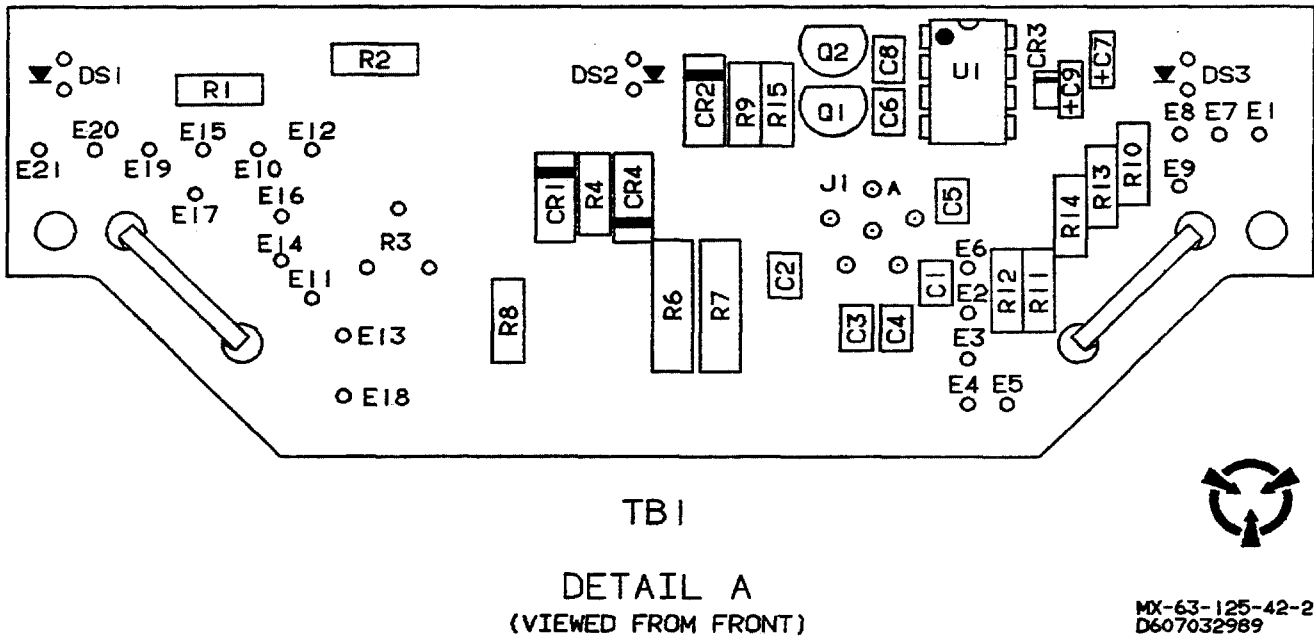 DS1
R1
R2
DS2
CR2
R9
R15
Q2
Q1
C8
C6
U1
CR3
+C9
+C7
DS3
E8 E7 E1
E9
E20 E15 E12
E21 E19 E10
E17
E16
E14
E11
R3
E13
E18
CR1
R4
CR4
R8
R6
R7
J1 A
C5
C2
C1
C3
C4
E6
E2
E3
E4 E5
R12
R11
R14
R13
R10
TB1
DETAIL A
(VIEWED FROM FRONT)
MX-63-125-42-2
D607032989